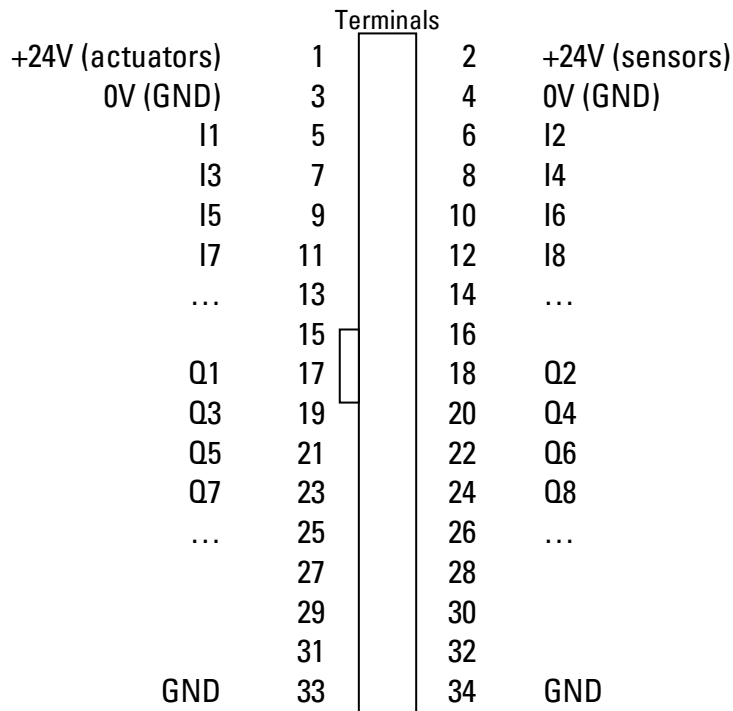 Terminals
+24V (actuators) 1 2 +24V (sensors)
0V (GND) 3 4 0V (GND)
I1 5 6 I2
I3 7 8 I4
I5 9 10 I6
I7 11 12 I8
... 13 14 ...
15 16
Q1 17 18 Q2
Q3 19 20 Q4
Q5 21 22 Q6
Q7 23 24 Q8
... 25 26 ...
27 28
29 30
31 32
GND 33 34 GND